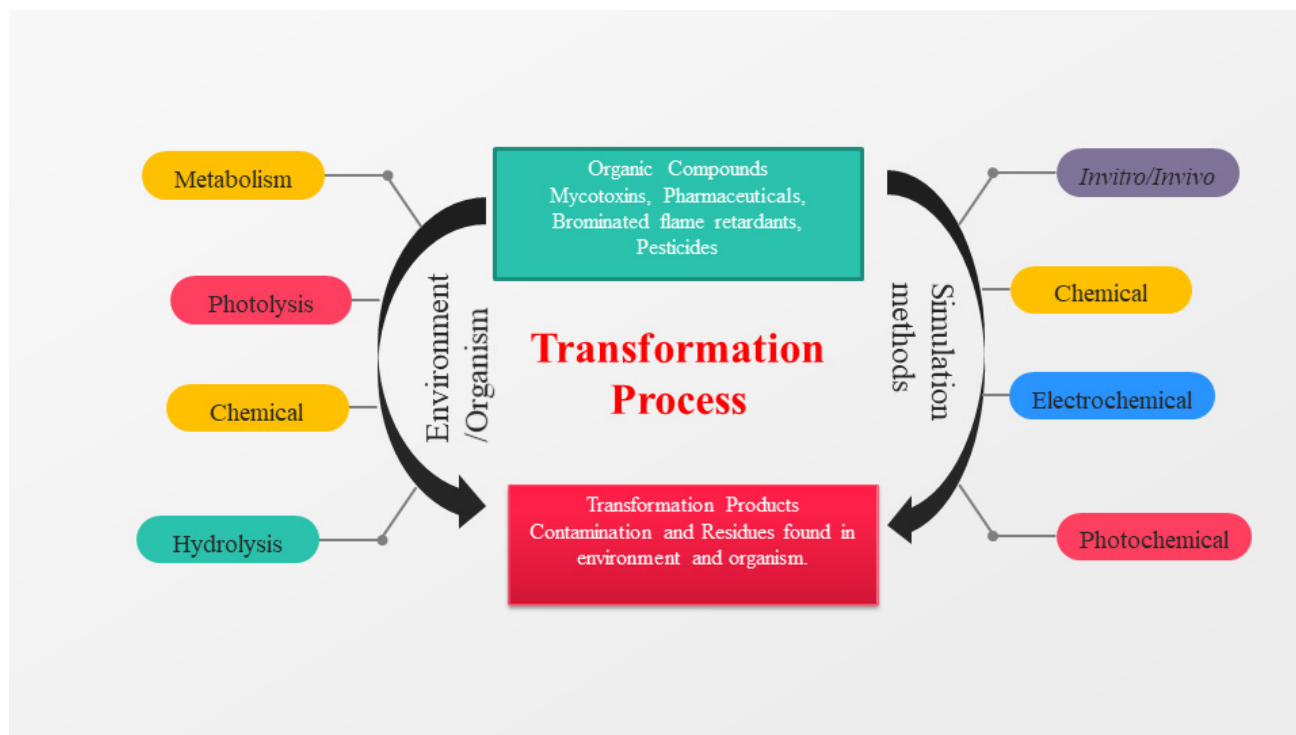 Metabolism
Photolysis
Chemical
Hydrolysis
Environment
/Organism
Organic Compounds
Mycotoxins, Pharmaceuticals,
Brominated flame retardants,
Pesticides
Transformation
Process
Transformation Products
Contamination and Residues found in
environment and organism.
Simulation
methods
Invitro/Invivo
Chemical
Electrochemical
Photochemical